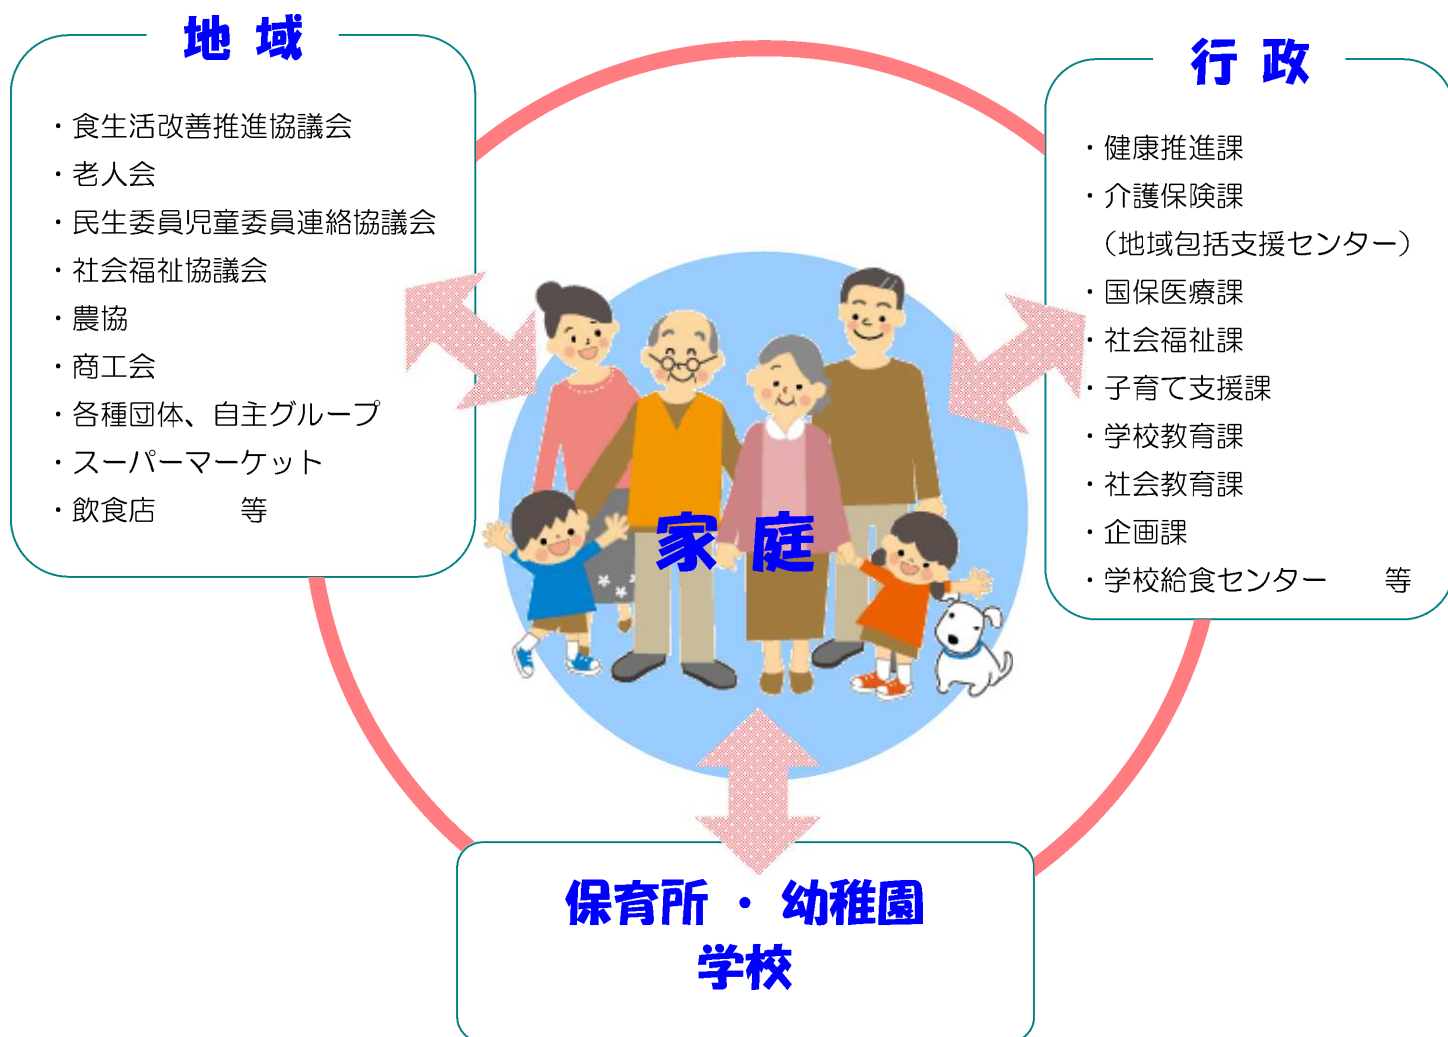 地 域
・食生活改善推進協議会
・老人会
・民生委員児童委員連絡協議会
・社会福祉協議会
・農協
・商工会
・各種団体、自主グループ
・スーパーマーケット
・飲食店　　　等
行 政
・健康推進課
・介護保険課
（地域包括支援センター）
・国保医療課
・社会福祉課
・子育て支援課
・学校教育課
・社会教育課
・企画課
・学校給食センター　　等
家 庭
保育所 ・ 幼稚園
学校